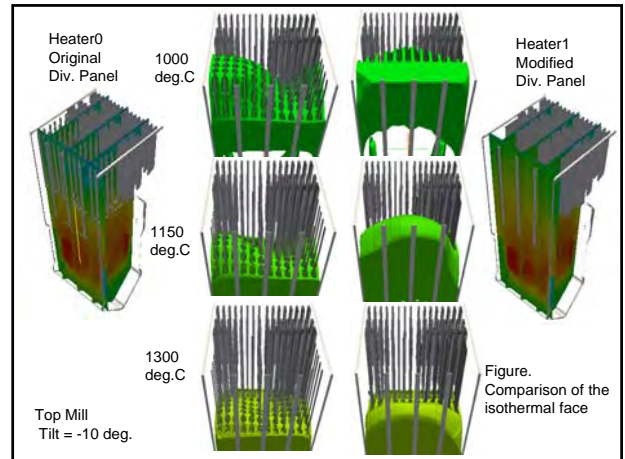 Heater0
Original
Div. Panel
1000
deg.C
Heater1
Modified
Div. Panel
1150
deg.C
1300
deg.C
Top Mill
Tilt = -10 deg.
Figure.
Comparison of the
isothermal face